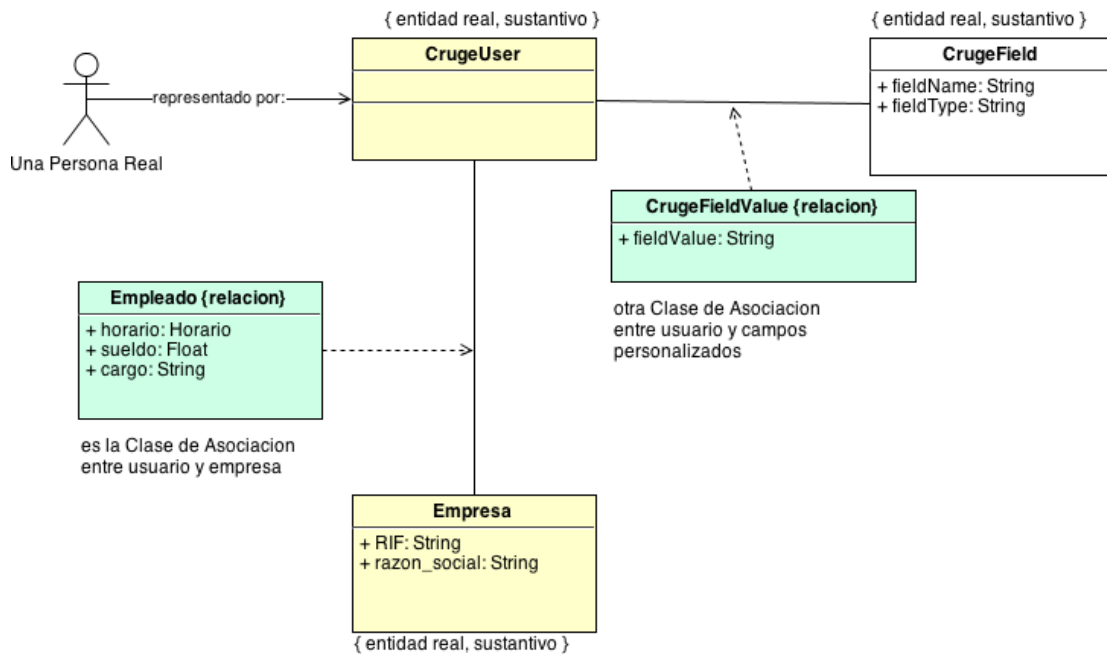 { entidad real, sustantivo }
{ entidad real, sustantivo }
CrugeUser
CrugeField
+ fieldName: String
+ fieldType: String
representado por:
Una Persona Real
CrugeFieldValue {relacion}
+ fieldValue: String
otra Clase de Asociacion
entre usuario y campos
personalizados
Empleado {relacion}
+ horario: Horario
+ sueldo: Float
+ cargo: String
es la Clase de Asociacion
entre usuario y empresa
Empresa
+ RIF: String
+ razon_social: String
{ entidad real, sustantivo }